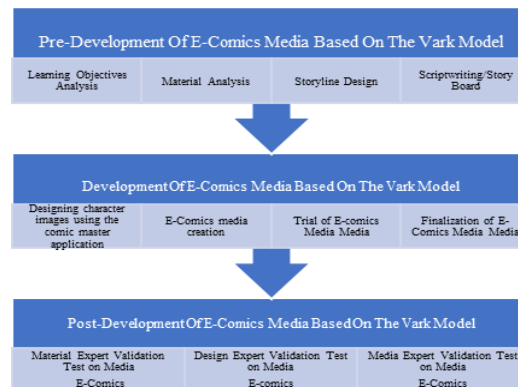 Pre-Development Of E-Comics Media Based On The Vark Model
Learning Objectives
Analysis
Material Analysis
Storyline Design
Scriptwriting/Story
Board
Development Of E-Comics Media Based On The Vark Model
Designing character
images using the
comic master
application
E-Comics media
creation
Trial of E-comics
Media Media
Finalization of E-
Comics Media Media
Post-Development Of E-Comics Media Based On The Vark Model
Material Expert Validation
Test on Media
E-Comics
Design Expert Validation Test
on Media
E-comics
Media Expert Validation Test
on Media
E-Comics